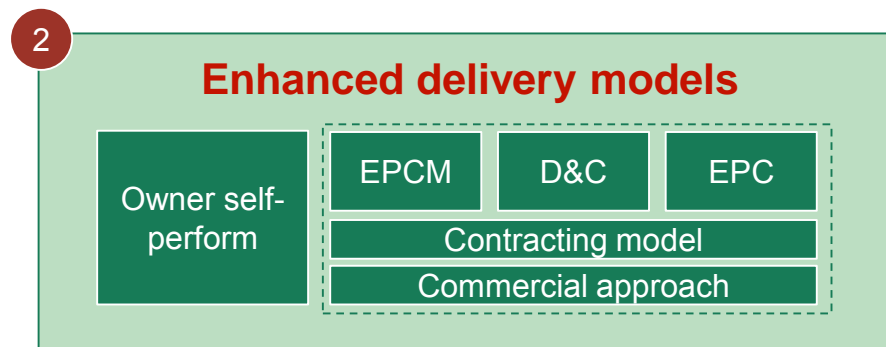 2
Enhanced delivery models
Owner self-
perform
EPCM
D&C
EPC
Contracting model
Commercial approach